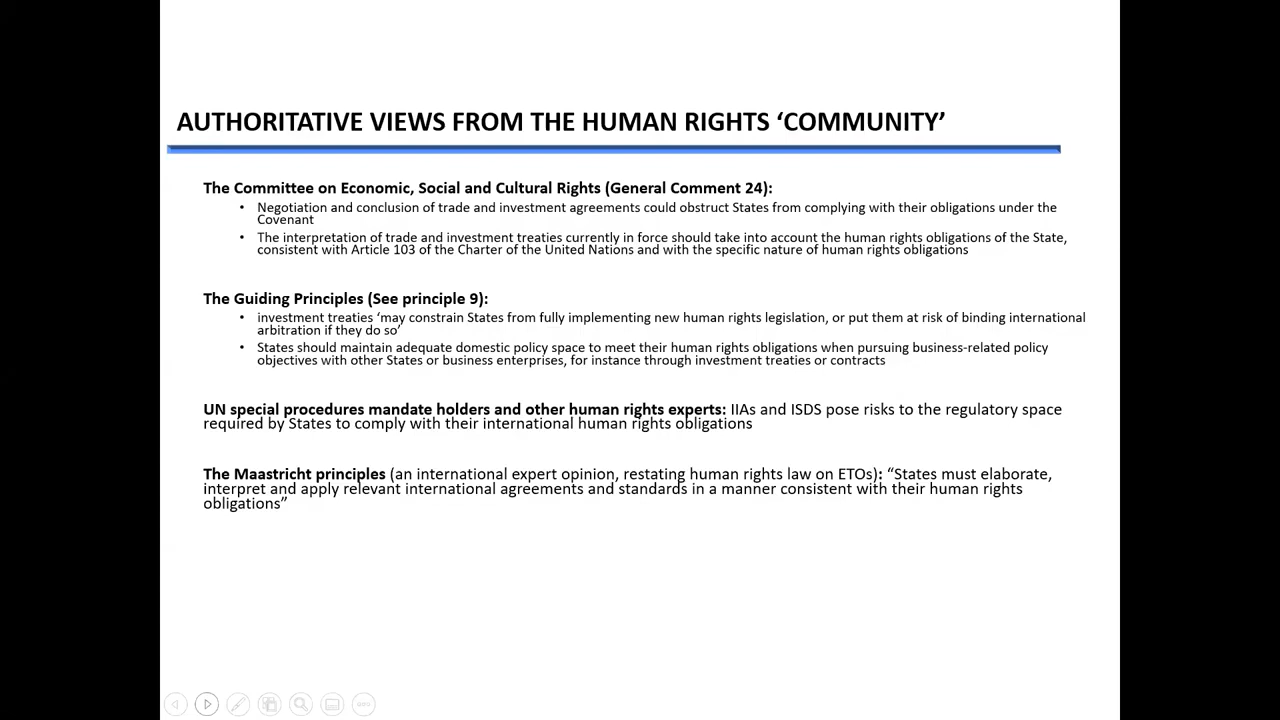 AUTHORITATIVE VIEWS FROM THE HUMAN RIGHTS ‘COMMUNITY’
The Committee on Economic, Social and Cultural Rights (General Comment 24):
• Negotiation and conclusion of trade and investment agreements could obstruct States from complying with their obligations under the
Covenant
• The interpretation of trade and investment treaties currently in force should take into account the human rights obligations of the State,
consistent with Article 103 of the Charter of the United Nations and with the specific nature of human rights obligations
The Guiding Principles (See principle 9):
• investment treaties ‘may constrain States from fully implementing new human rights legislation, or put them at risk of binding international
arbitration if they do so’
• States should maintain adequate domestic policy space to meet their human rights obligations when pursuing business-related policy
objectives with other States or business enterprises, for instance through investment treaties or contracts
UN special procedures mandate holders and other human rights experts: IIAs and ISDS pose risks to the regulatory space
required by States to comply with their international human rights obligations
The Maastricht principles (an international expert opinion, restating human rights law on ETOs): “States must elaborate,
interpret and apply relevant international agreements and standards in a manner consistent with their human rights
obligations”